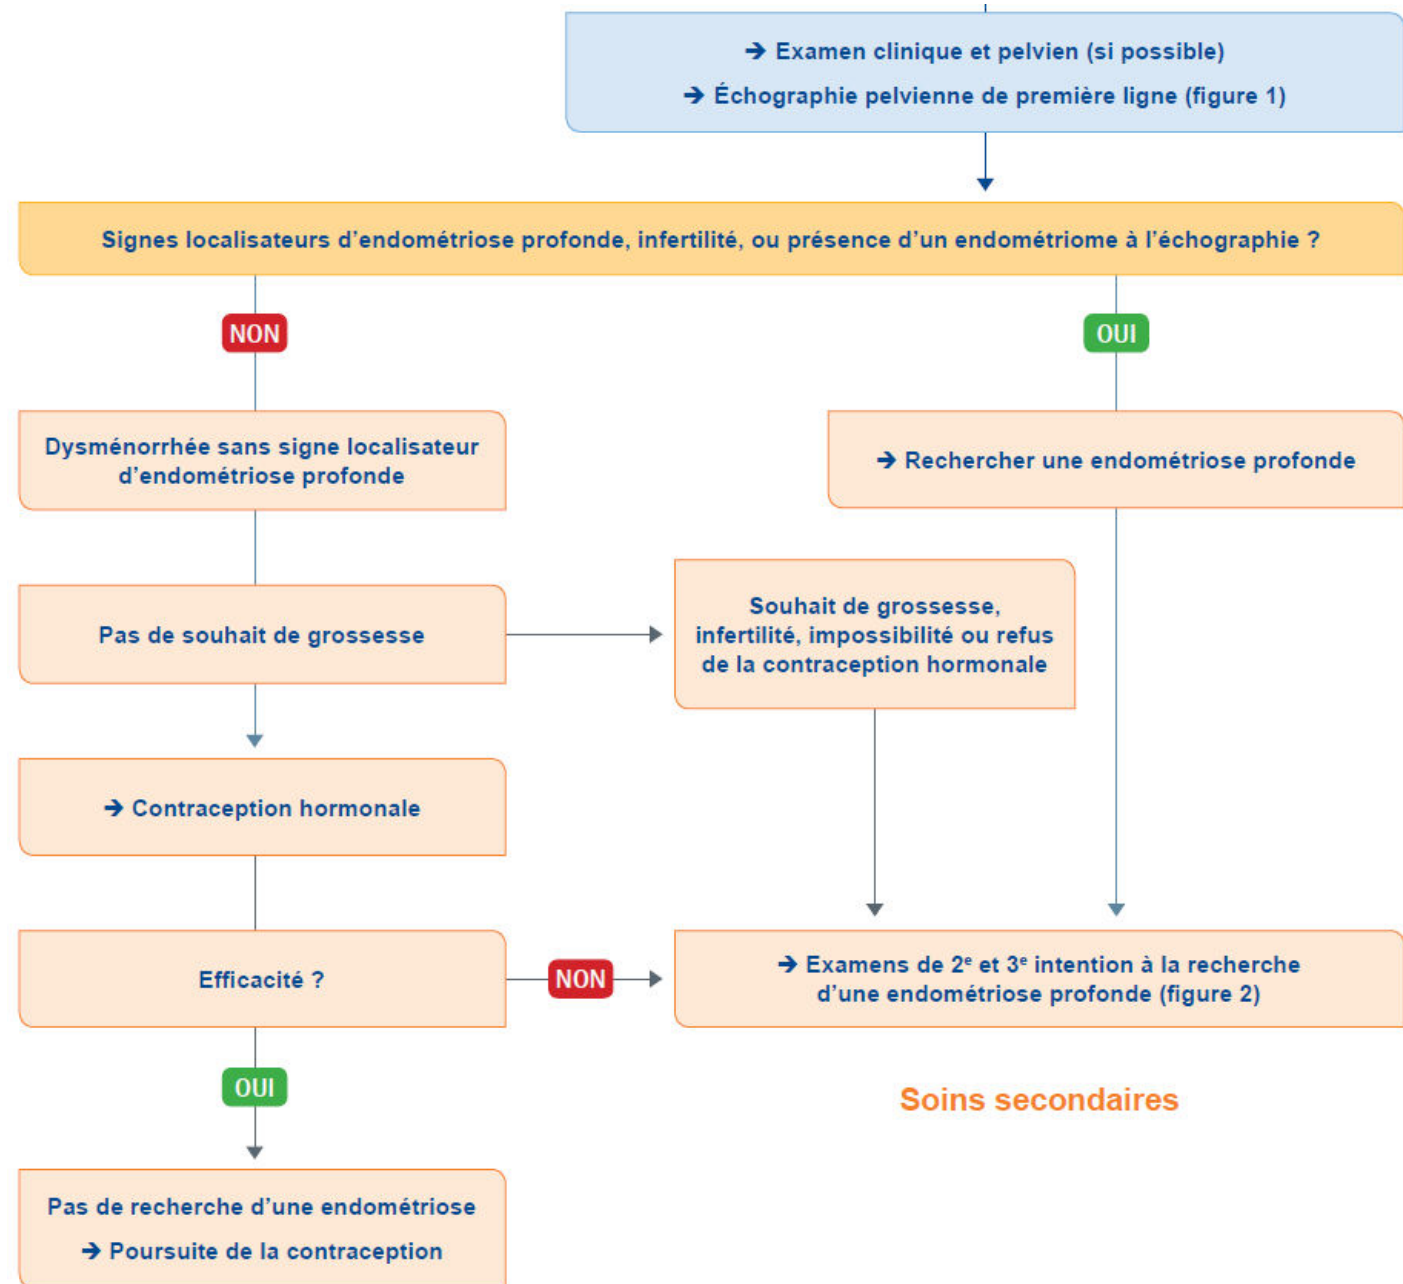 ➔ Examen clinique et pelvien (si possible)
➔ Échographie pelvienne de première ligne (figure 1)
Signes localisateurs d’endométriose profonde, infertilité, ou présence d’un endométriome à l’échographie ?
NON
OUI
Dysménorrhée sans signe localisateur
d’endométriose profonde
➔ Rechercher une endométriose profonde
Pas de souhait de grossesse
Souhait de grossesse,
infertilité, impossibilité ou refus
de la contraception hormonale
➔ Contraception hormonale
Efficacité ?
NON
➔ Examens de 2ᵉ et 3ᵉ intention à la recherche
d’une endométriose profonde (figure 2)
OUI
Soins secondaires
Pas de recherche d’une endométriose
➔ Poursuite de la contraception